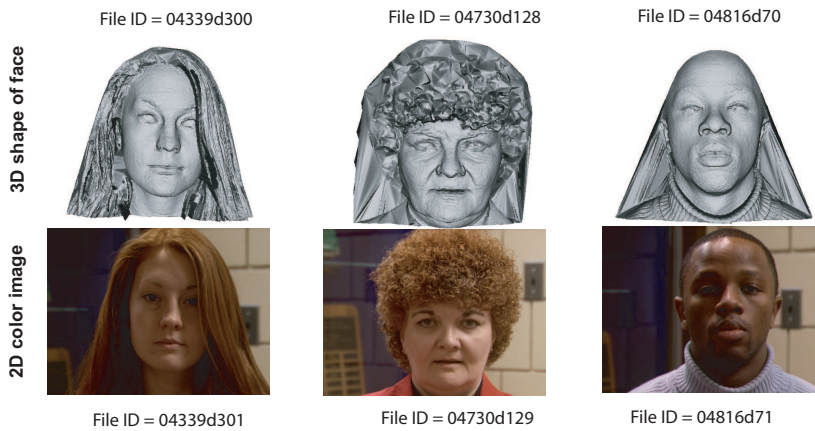 File ID = 04339d300
File ID = 04730d128
File ID = 04816d70
3D shape of face
2D color image
File ID = 04339d301
File ID = 04730d129
File ID = 04816d71